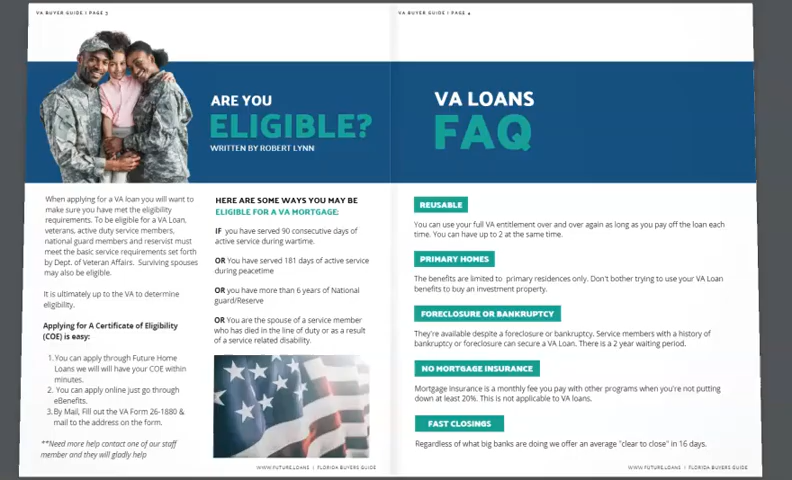 VA BUYER GUIDE | PAGE 3
ARE YOU
ELIGIBLE?
WRITTEN BY ROBERT LYNN
When applying for a VA loan you will want to
make sure you have met the eligibility
requirements. To be eligible for a VA Loan,
veterans, active duty service members,
national guard members and reservist must
meet the basic service requirements set forth
by Dept. of Veteran Affairs. Surviving spouses
may also be eligible.
It is ultimately up to the VA to determine
eligibility.
Applying for A Certificate of Eligibility
(COE) is easy:
1.You can apply through Future Home
Loans we will will have your COE within
minutes.
2. You can apply online just go through
eBenefits.
3.By Mail, Fill out the VA Form 26-1880 &
mail to the address on the form.
**Need more help contact one of our staff
member and they will gladly help
HERE ARE SOME WAYS YOU MAY BE
ELIGIBLE FOR A VA MORTGAGE:
IF you have served 90 consecutive days of
active service during wartime.
OR You have served 181 days of active service
during peacetime
OR you have more than 6 years of National
guard/Reserve
OR You are the spouse of a service member
who has died in the line of duty or as a result
of a service related disability.
WWW.FUTURE.LOANS | FLORIDA BUYERS GUIDE
VA BUYER GUIDE | PAGE 4
VA LOANS
FAQ
REUSABLE
You can use your full VA entitlement over and over again as long as you pay off the loan each
time. You can have up to 2 at the same time.
PRIMARY HOMES
The benefits are limited to primary residences only. Don't bother trying to use your VA Loan
benefits to buy an investment property.
FORECLOSURE OR BANKRUPTCY
They're available despite a foreclosure or bankruptcy. Service members with a history of
bankruptcy or foreclosure can secure a VA Loan. There is a 2 year waiting period.
NO MORTGAGE INSURANCE
Mortgage Insurance is a monthly fee you pay with other programs when you're not putting
down at least 20%. This is not applicable to VA loans.
FAST CLOSINGS
Regardless of what big banks are doing we offer an average "clear to close" in 16 days.
WWW.FUTURE.LOANS | FLORIDA BUYERS GUIDE